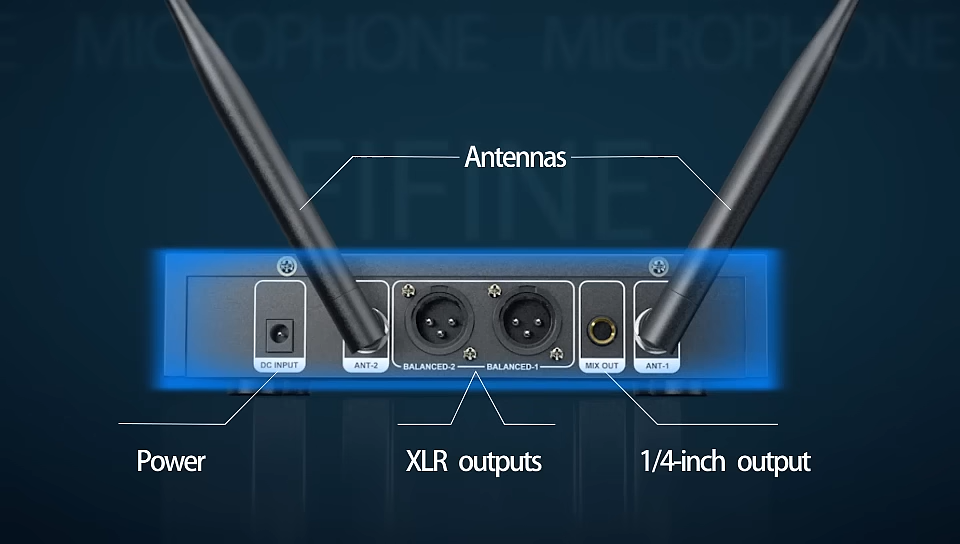 MICROPHONE MICROPHONE
FIFINE
Antennas
DC INPUT
ANT-2
BALANCED-2
BALANCED-1
MIX OUT
ANT-1
Power
XLR outputs
1/4-inch output